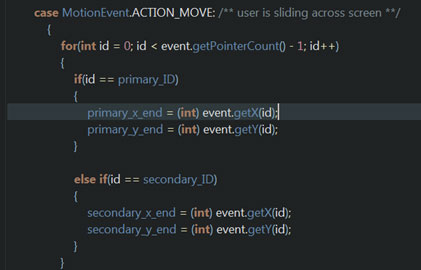 case MotionEvent.ACTION_MOVE: /** user is sliding across screen **/
{
for(int id = 0; id < event.getPointerCount() - 1; id++)
{
if(id == primary_ID)
{
primary_x_end = (int) event.getX(id);
primary_y_end = (int) event.getY(id);
}
else if(id == secondary_ID)
{
secondary_x_end = (int) event.getX(id);
secondary_y_end = (int) event.getY(id);
}
}